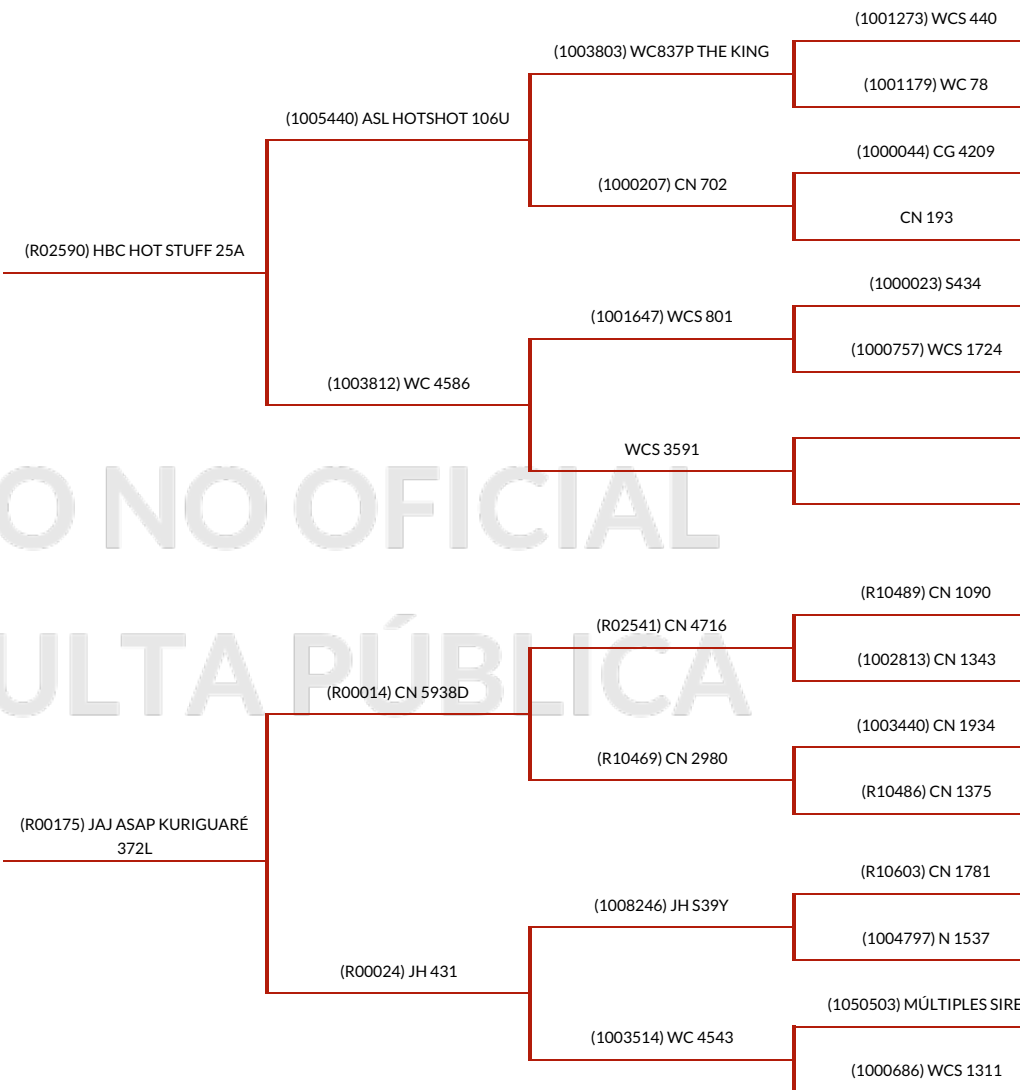 (1001273) WCS 440
(1003803) WC837P THE KING
(1001179) WC 78
(1005440) ASL HOTSHOT 106U
(1000044) CG 4209
(1000207) CN 702
CN 193
(R02590) HBC HOT STUFF 25A
(1000023) S434
(1001647) WCS 801
(1000757) WCS 1724
(1003812) WC 4586
WCS 3591
O NO OFICIAL
(R10489) CN 1090
(R02541) CN 4716
(1002813) CN 1343
ULTA PÚBLICA
(R00014) CN 5938D
(1003440) CN 1934
(R10469) CN 2980
(R10486) CN 1375
(R00175) JAJ ASAP KURIGUARÉ
372L
(R10603) CN 1781
(1008246) JH S39Y
(1004797) N 1537
(R00024) JH 431
(1050503) MÚLTIPLES SIRE
(1003514) WC 4543
(1000686) WCS 1311